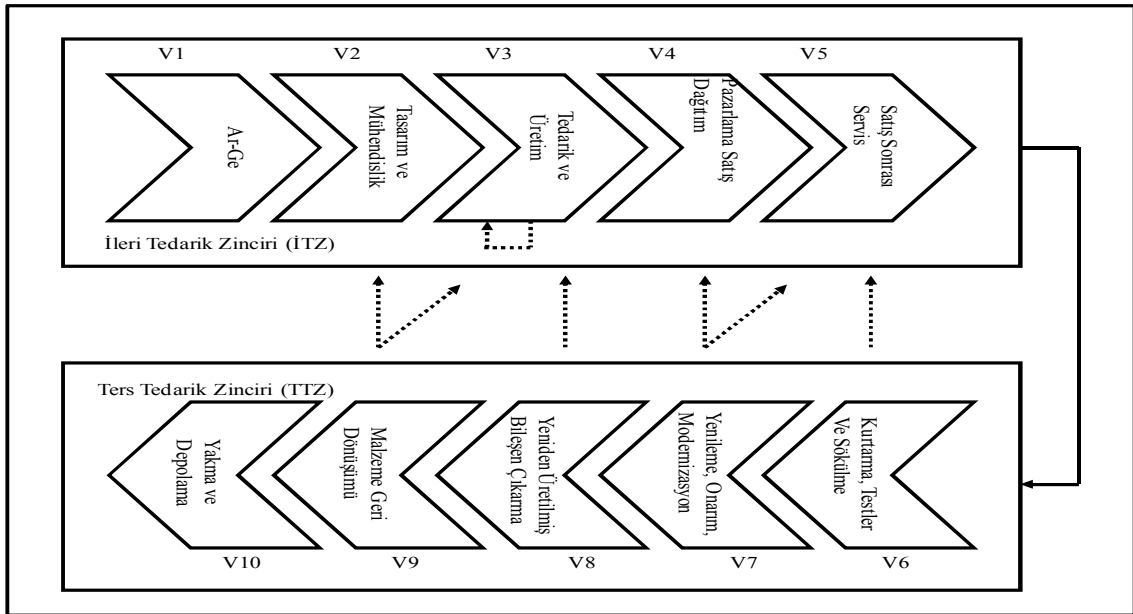 V1
V2
V3
V4
V5
Ar-Ge
Tasarım ve
Mühendislik
Tedarik ve
Üretim
Pazarlama Satış
Dağıtım
Satış Sonrası
Servis
İleri Tedarik Zinciri (İTZ)
Ters Tedarik Zinciri (TTZ)
Yakma ve
Depolama
Malzeme Geri
Dönüşümü
Yeniden Üretilmiş
Bileşen Çıkarma
Yenileme, Onarım,
Modernizasyon
Kurtarma, Testler
Ve Sökülme
V10
V9
V8
V7
V6